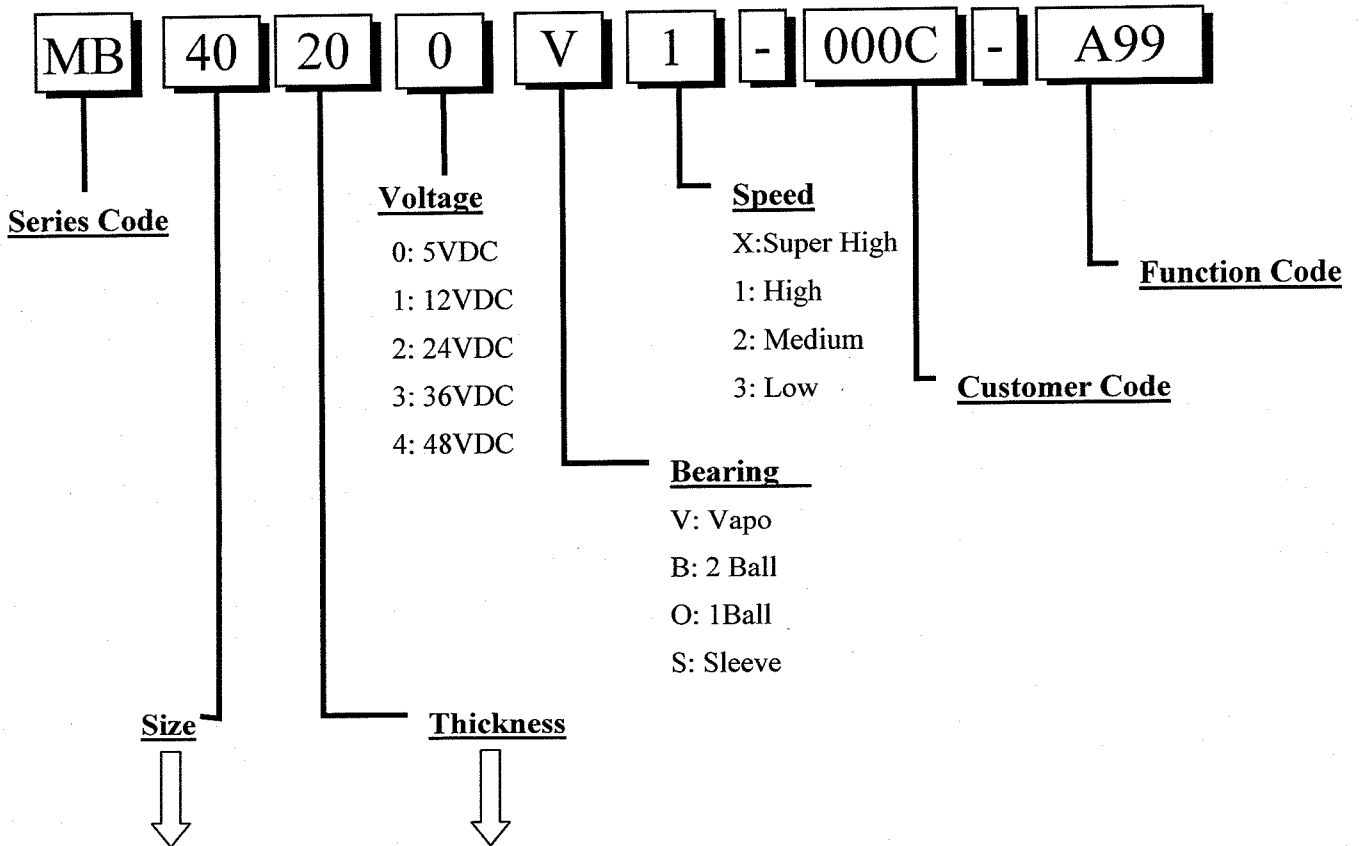 MB 40 20 0 V 1 - 000C - A99
Series Code
Voltage
0: 5VDC
1: 12VDC
2: 24VDC
3: 36VDC
4: 48VDC
Speed
X:Super High
1: High
2: Medium
3: Low
Function Code
Customer Code
Bearing
V: Vapo
B: 2 Ball
O: 1Ball
S: Sleeve
Size
Thickness